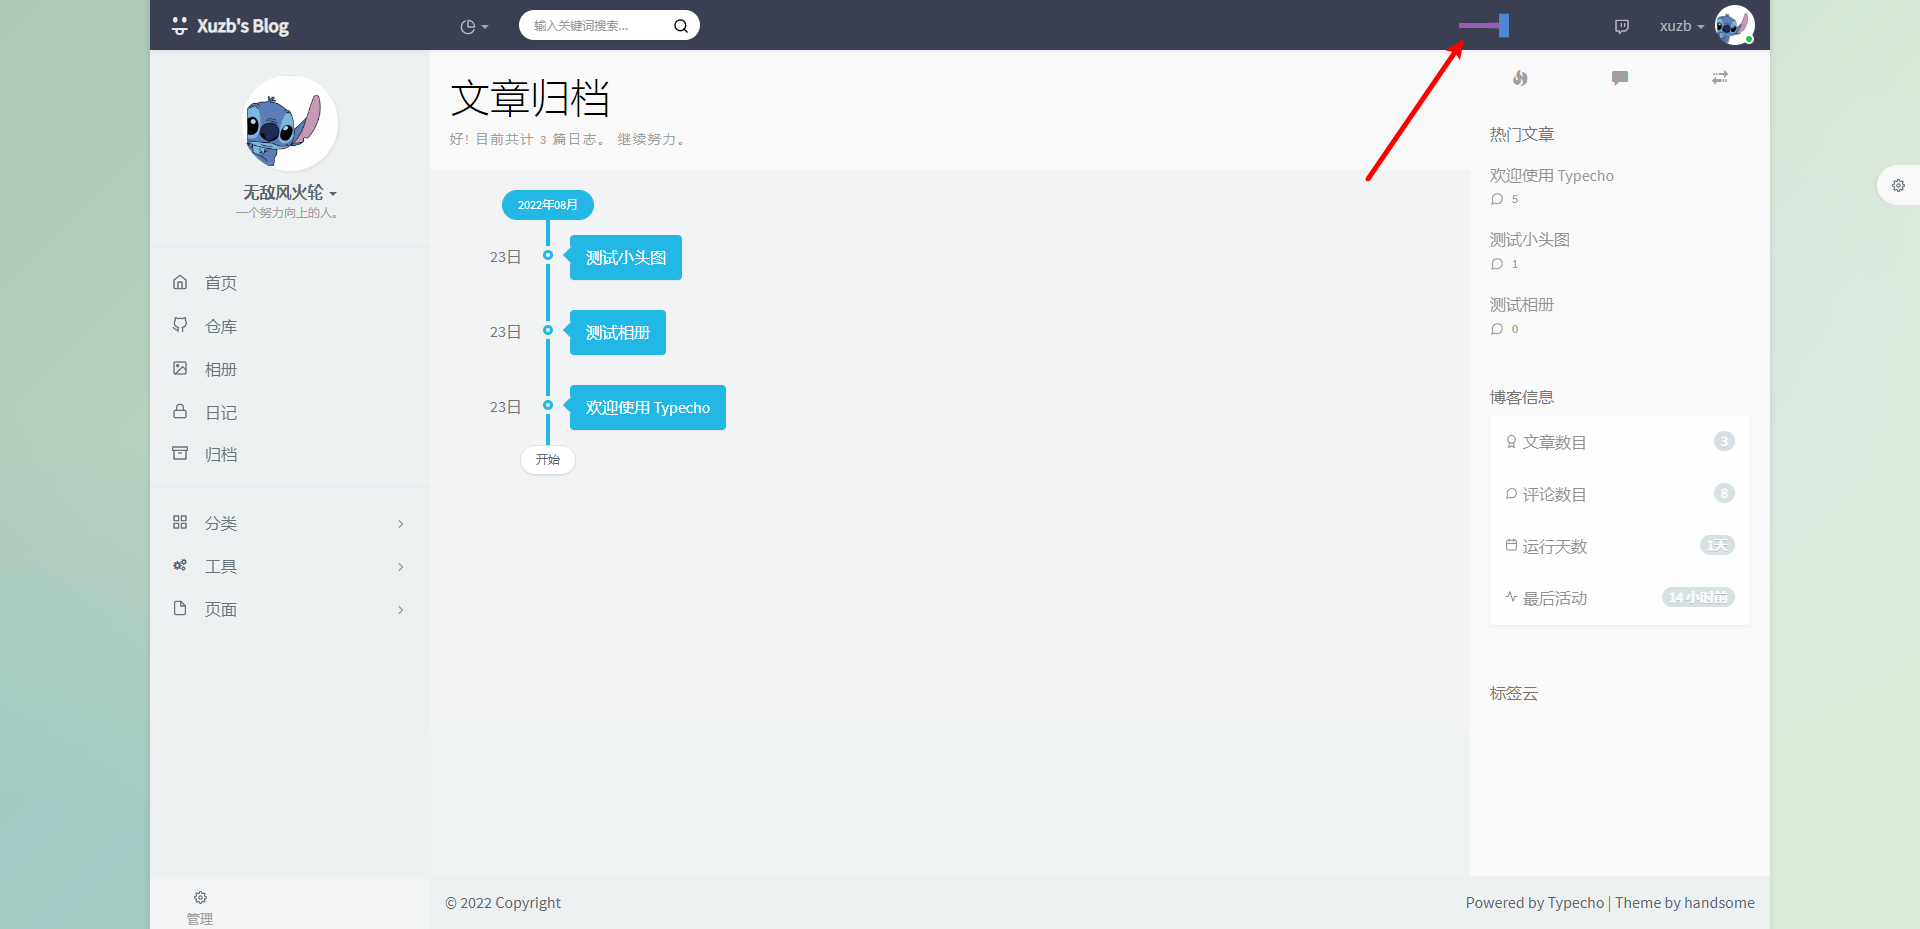 Xuzb's Blog
输入关键词搜索...
xuzb
无敌风火轮
一个努力向上的人。
首页
仓库
相册
日记
归档
分类
工具
页面
管理
文章归档
好! 目前共计 3 篇日志。 继续努力。
2022年08月
23日 测试小头图
23日 测试相册
23日 欢迎使用 Typecho
开始
热门文章
欢迎使用 Typecho
5
测试小头图
1
测试相册
0
博客信息
文章数目 3
评论数目 8
运行天数 1天
最后活动 14 小时前
标签云
© 2022 Copyright
Powered by Typecho | Theme by handsome